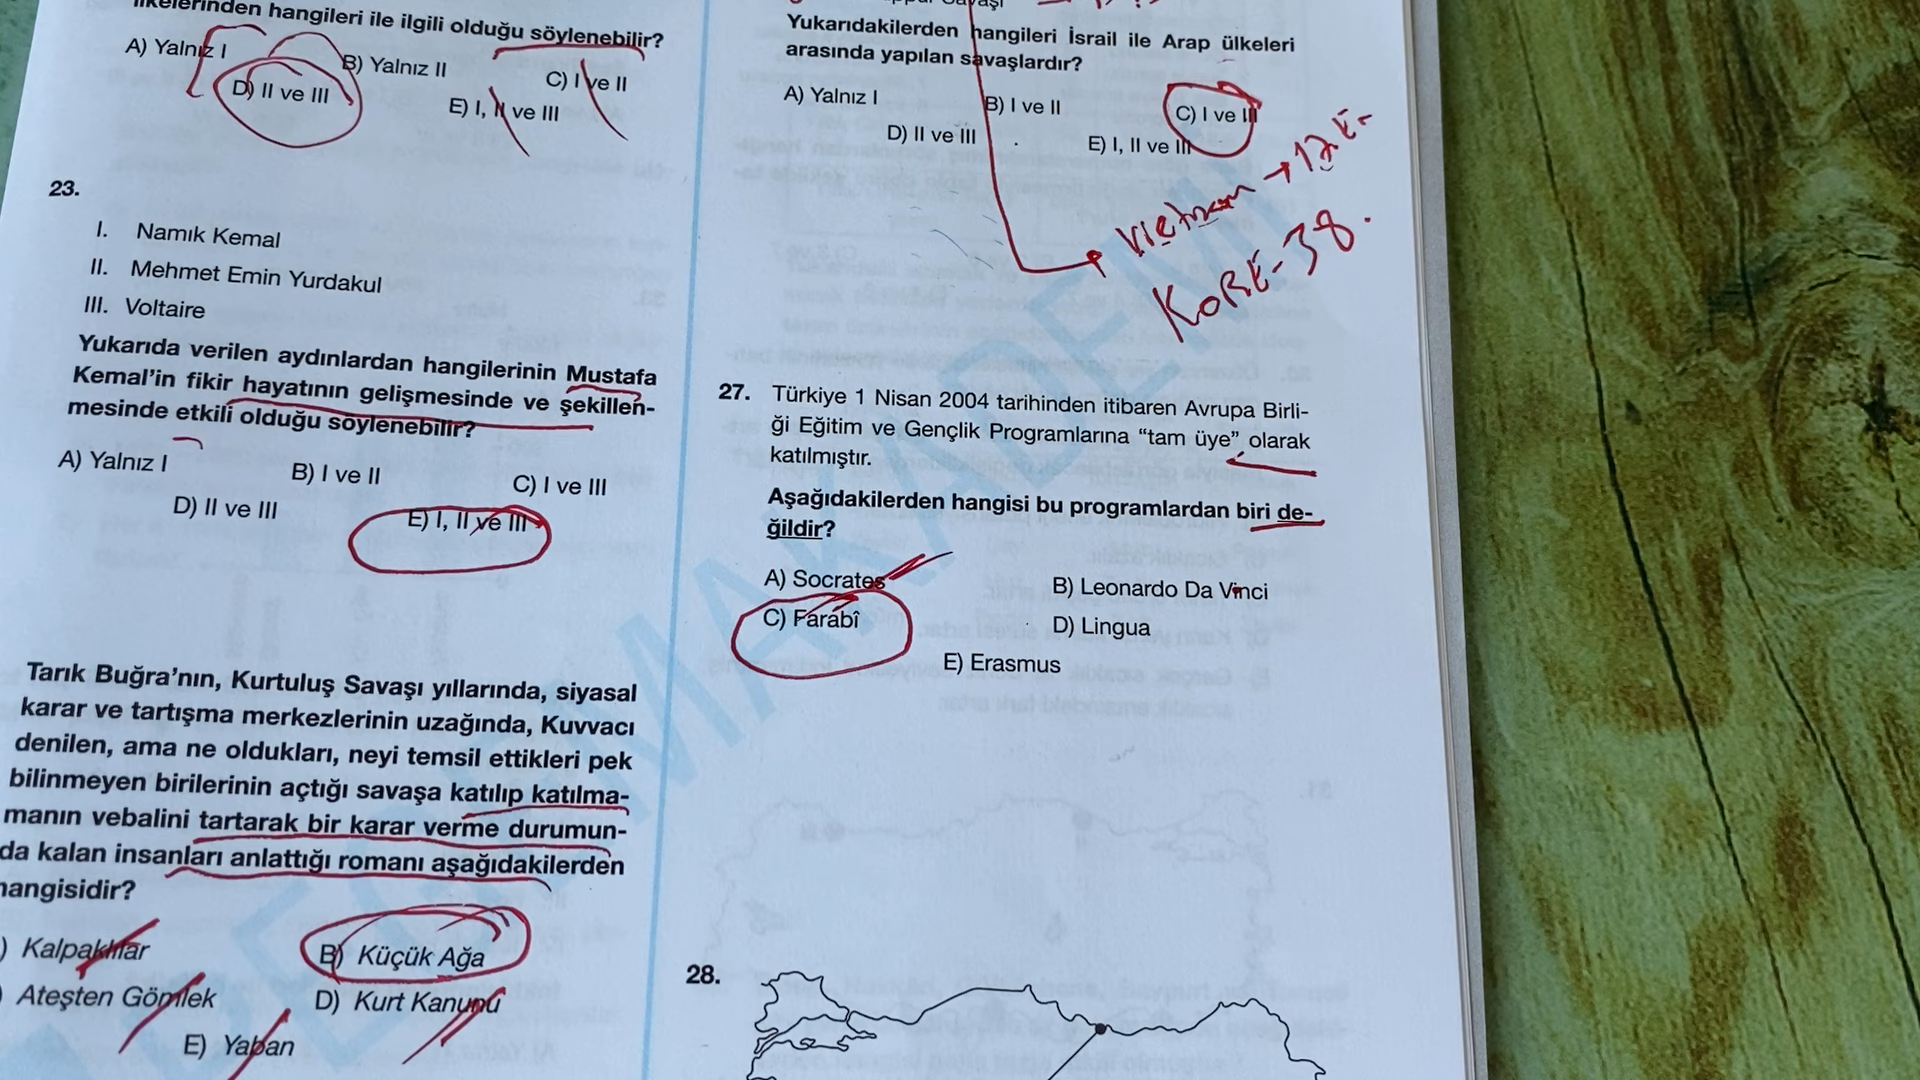 hangileri ile ilgili olduğu söylenebilir?
A) Yalnız I
B) Yalnız II
C) I ve II
D) II ve III
E) I, II ve III
23.
I. Namık Kemal
II. Mehmet Emin Yurdakul
III. Voltaire
Yukarıda verilen aydınlardan hangilerinin Mustafa
Kemal’in fikir hayatının gelişmesinde ve şekillen-
mesinde etkili olduğu söylenebilir?
A) Yalnız I
B) I ve II
C) I ve III
D) II ve III
E) I, II ve III
Tarık Buğra’nın, Kurtuluş Savaşı yıllarında, siyasal
karar ve tartışma merkezlerinin uzağında, Kuvvacı
denilen, ama ne oldukları, neyi temsil ettikleri pek
bilinmeyen birilerinin açtığı savaşa katılıp katılma-
manın vebalini tartarak bir karar verme durumun-
da kalan insanları anlattığı romanı aşağıdakilerden
hangisidir?
) Kalpaklılar
B) Küçük Ağa
) Ateşten Gömlek
D) Kurt Kanunu
E) Yaban
Yukarıdakilerden hangileri İsrail ile Arap ülkeleri
arasında yapılan savaşlardır?
A) Yalnız I
B) I ve II
C) I ve III
D) II ve III
E) I, II ve III
Vietnam →
KORE-38.
27. Türkiye 1 Nisan 2004 tarihinden itibaren Avrupa Birli-
ği Eğitim ve Gençlik Programlarına “tam üye” olarak
katılmıştır.
Aşağıdakilerden hangisi bu programlardan biri de-
ğildir?
A) Socrates
B) Leonardo Da Vinci
C) Farabî
D) Lingua
E) Erasmus
28.